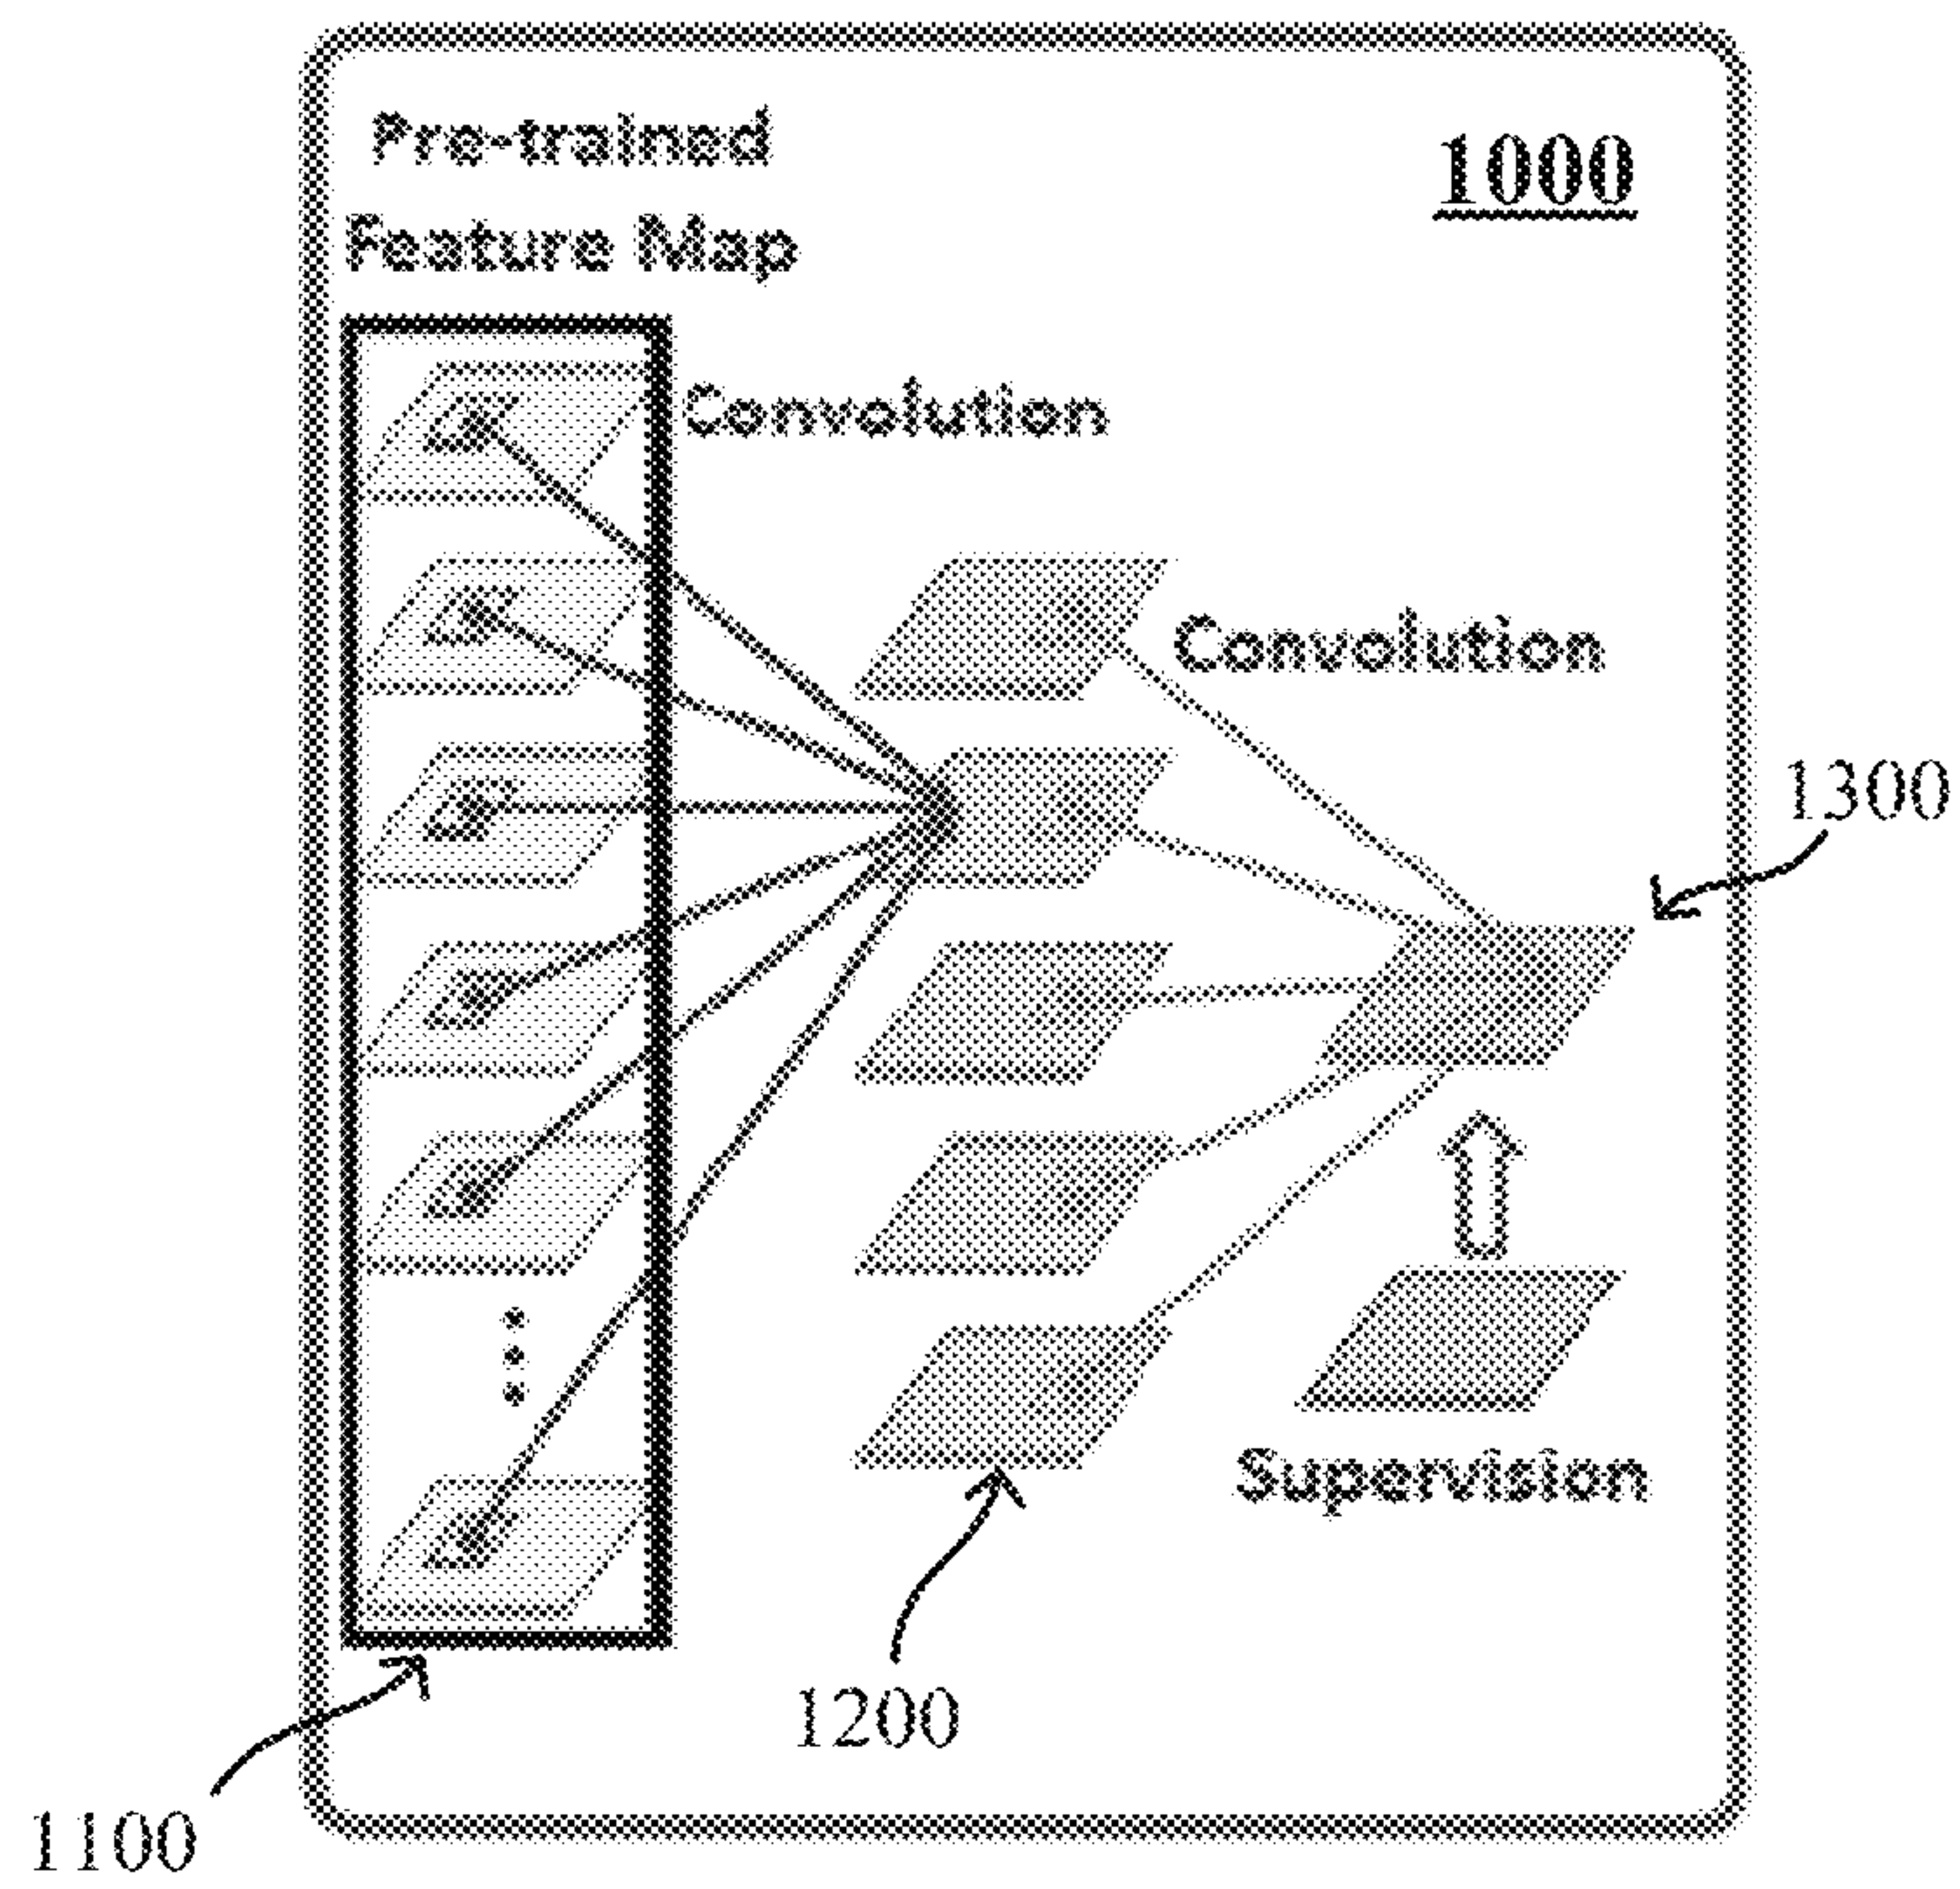 Pre-trained
Feature Map
1000
Convolution
Convolution
1300
Supervision
1200
1100